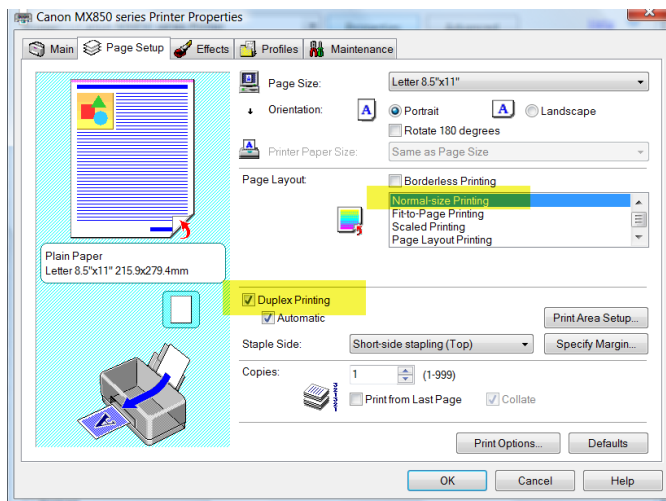 Canon MX850 series Printer Properties
Main Page Setup Effects Profiles Maintenance
Page Size: Letter 8.5"x11"
Orientation: A Portrait A Landscape
Rotate 180 degrees
Printer Paper Size: Same as Page Size
Page Layout: Borderless Printing
Normal-size Printing
Fit-to-Page Printing
Scaled Printing
Page Layout Printing
Plain Paper
Letter 8.5"x11" 215.9x279.4mm
Duplex Printing
Automatic
Print Area Setup...
Staple Side: Short-side stapling (Top) Specify Margin...
Copies: 1 (1-999)
Print from Last Page Collate
Print Options... Defaults
OK Cancel Help